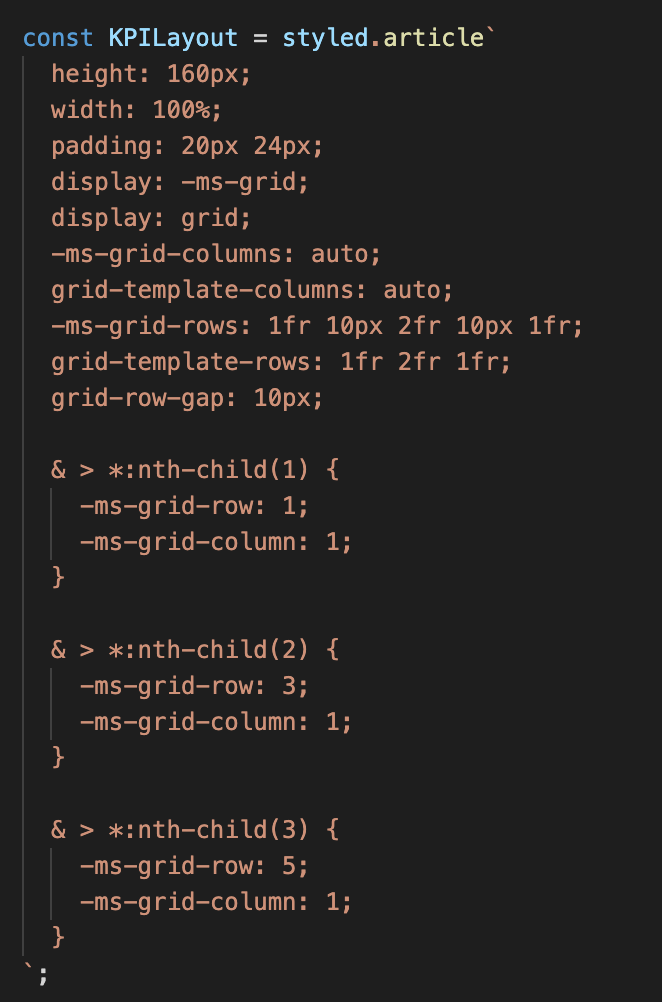 const KPILayout = styled.article`
  height: 160px;
  width: 100%;
  padding: 20px 24px;
  display: -ms-grid;
  display: grid;
  -ms-grid-columns: auto;
  grid-template-columns: auto;
  -ms-grid-rows: 1fr 10px 2fr 10px 1fr;
  grid-template-rows: 1fr 2fr 1fr;
  grid-row-gap: 10px;

  & > *:nth-child(1) {
    -ms-grid-row: 1;
    -ms-grid-column: 1;
  }

  & > *:nth-child(2) {
    -ms-grid-row: 3;
    -ms-grid-column: 1;
  }

  & > *:nth-child(3) {
    -ms-grid-row: 5;
    -ms-grid-column: 1;
  }
`;